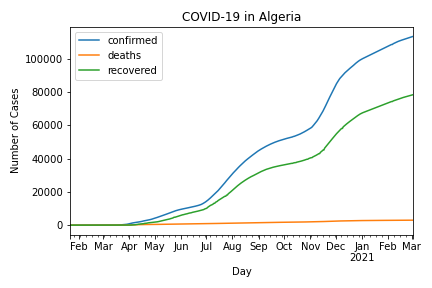 COVID-19 in Algeria
confirmed
deaths
recovered
100000
80000
60000
40000
20000
0
Number of Cases
Feb Mar Apr May Jun Jul Aug Sep Oct Nov Dec Jan Feb Mar
2021
Day